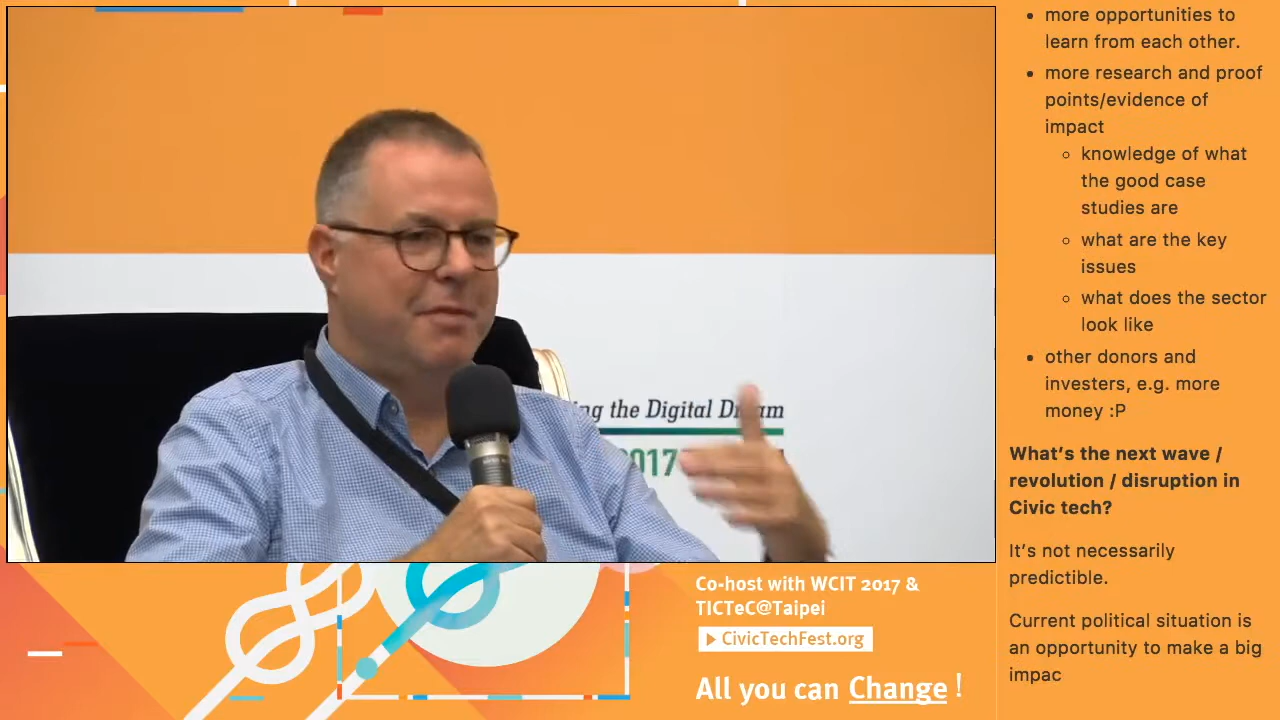 more opportunities to
learn from each other.
more research and proof
points/evidence of
impact
knowledge of what
the good case
studies are
what are the key
issues
what does the sector
look like
other donors and
investers, e.g. more
money :P
What's the next wave /
revolution / disruption in
Civic tech?
It's not necessarily
predictible.
Current political situation is
an opportunity to make a big
impac
the Digital
2017
Co-host with WCIT 2017 &
TICTeC@Taipei
CivicTechFest.org
All you can Change !